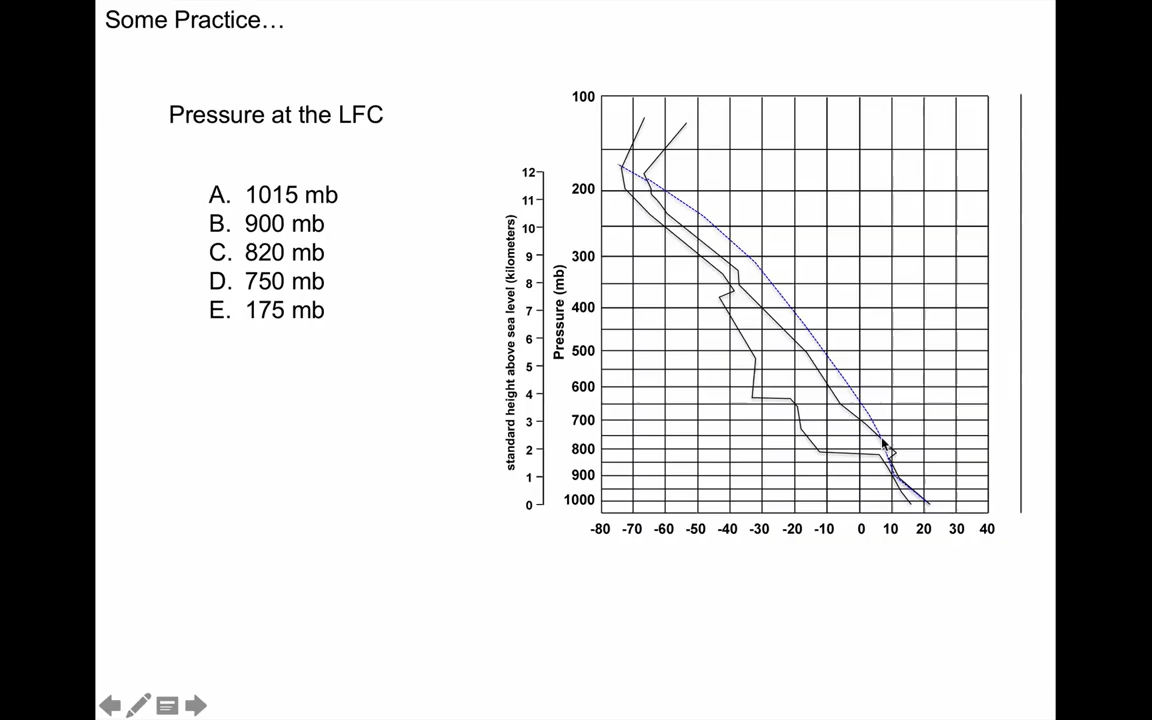 Some Practice…
Pressure at the LFC
A. 1015 mb
B. 900 mb
C. 820 mb
D. 750 mb
E. 175 mb
standard height above sea level (kilometers)
12
11
10
9
8
7
6
5
4
3
2
1
0
Pressure (mb)
100
200
300
400
500
600
700
800
900
1000
-80 -70 -60 -50 -40 -30 -20 -10 0 10 20 30 40